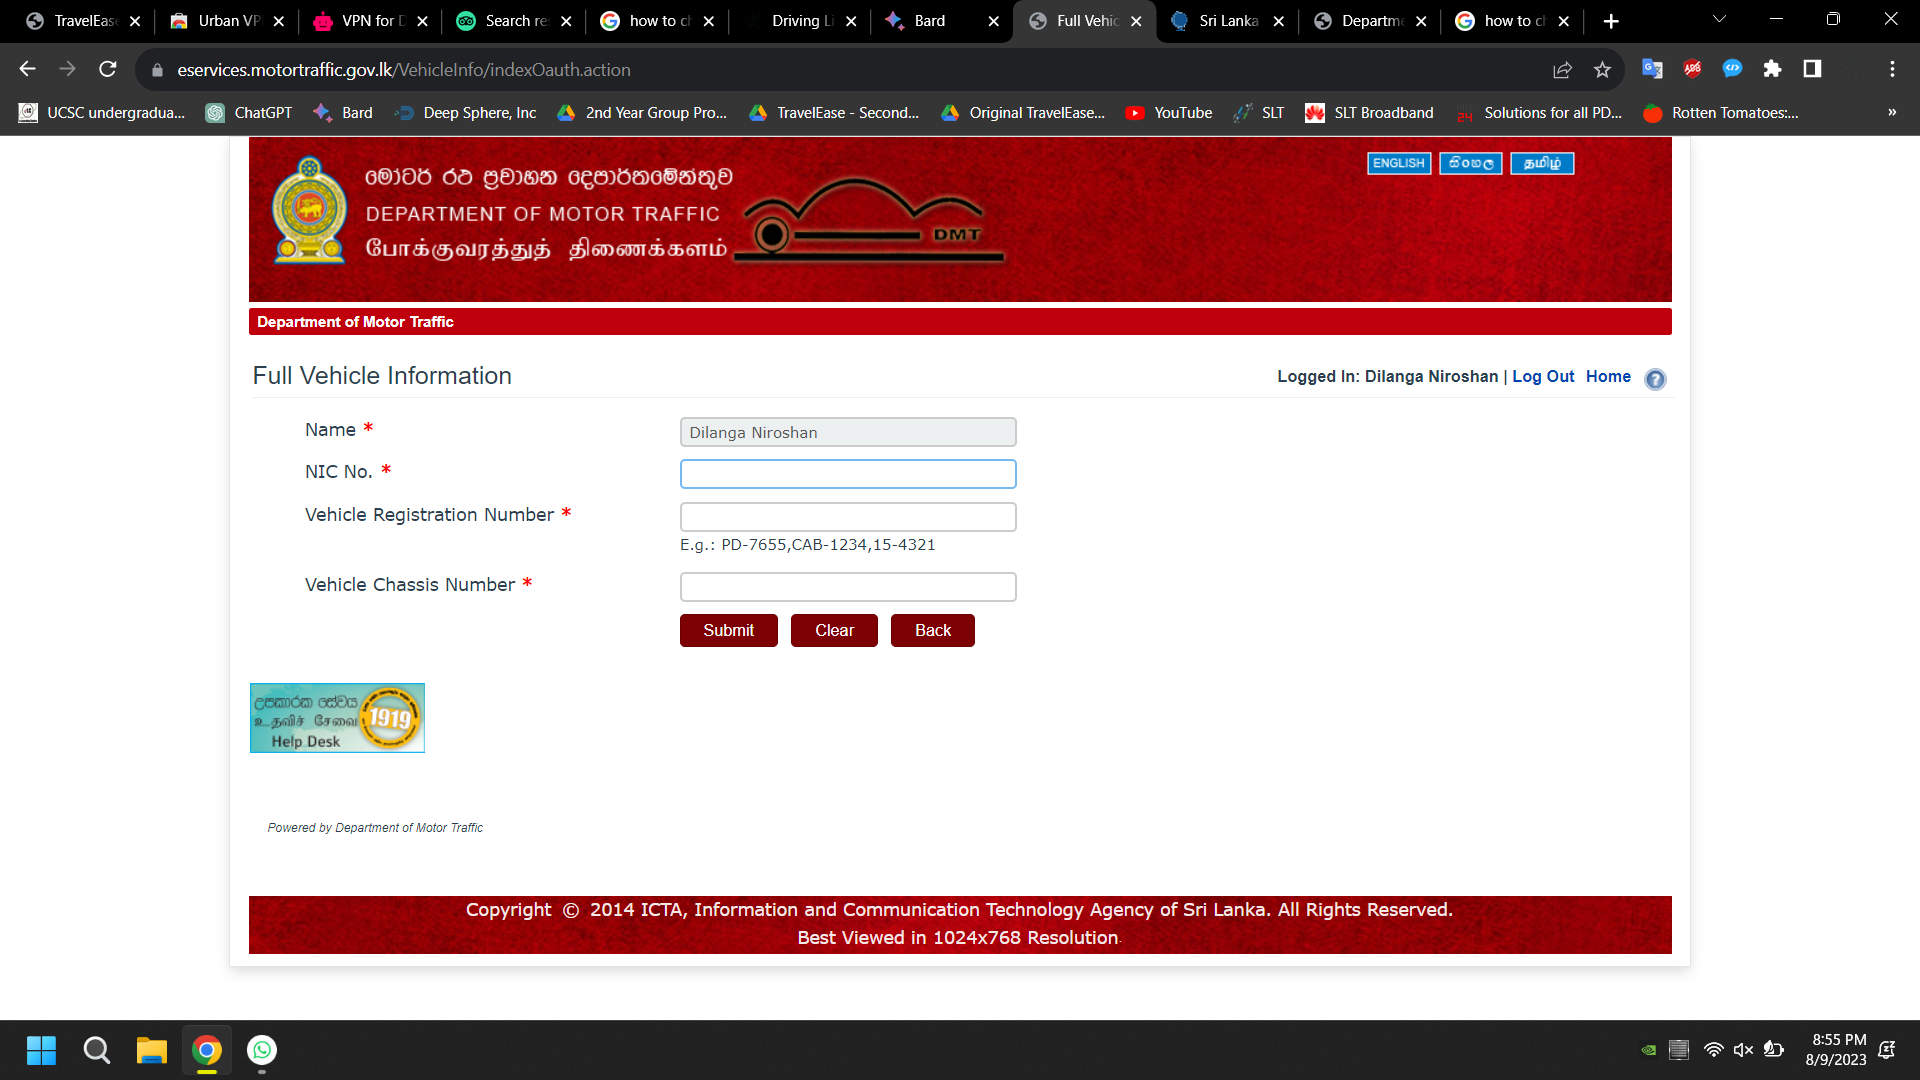 TravelEase
Urban VP
VPN for D
Search re
how to ch
Driving Li
Bard
Full Vehic
Sri Lanka
Departme
how to ch
eservices.motortraffic.gov.lk/VehicleInfo/indexOauth.action
UCSC undergradua...
ChatGPT
Bard
Deep Sphere, Inc
2nd Year Group Pro...
TravelEase - Second...
Original TravelEase...
YouTube
SLT
SLT Broadband
Solutions for all PD...
Rotten Tomatoes:...
»
මෝටර් රථ ප්‍රවාහන දෙපාර්තමේන්තුව
DEPARTMENT OF MOTOR TRAFFIC
போக்குவரத்துத் திணைக்களம்
DMT
ENGLISH
සිංහල
தமிழ்
Department of Motor Traffic
Full Vehicle Information
Logged In: Dilanga Niroshan | Log Out Home ?
Name *
Dilanga Niroshan
NIC No. *
Vehicle Registration Number *
E.g.: PD-7655,CAB-1234,15-4321
Vehicle Chassis Number *
Submit
Clear
Back
උපකාරක සේවය
உதவிச் சேவை
Help Desk
1919
Powered by Department of Motor Traffic
Copyright © 2014 ICTA, Information and Communication Technology Agency of Sri Lanka. All Rights Reserved.
Best Viewed in 1024x768 Resolution.
8:55 PM
8/9/2023